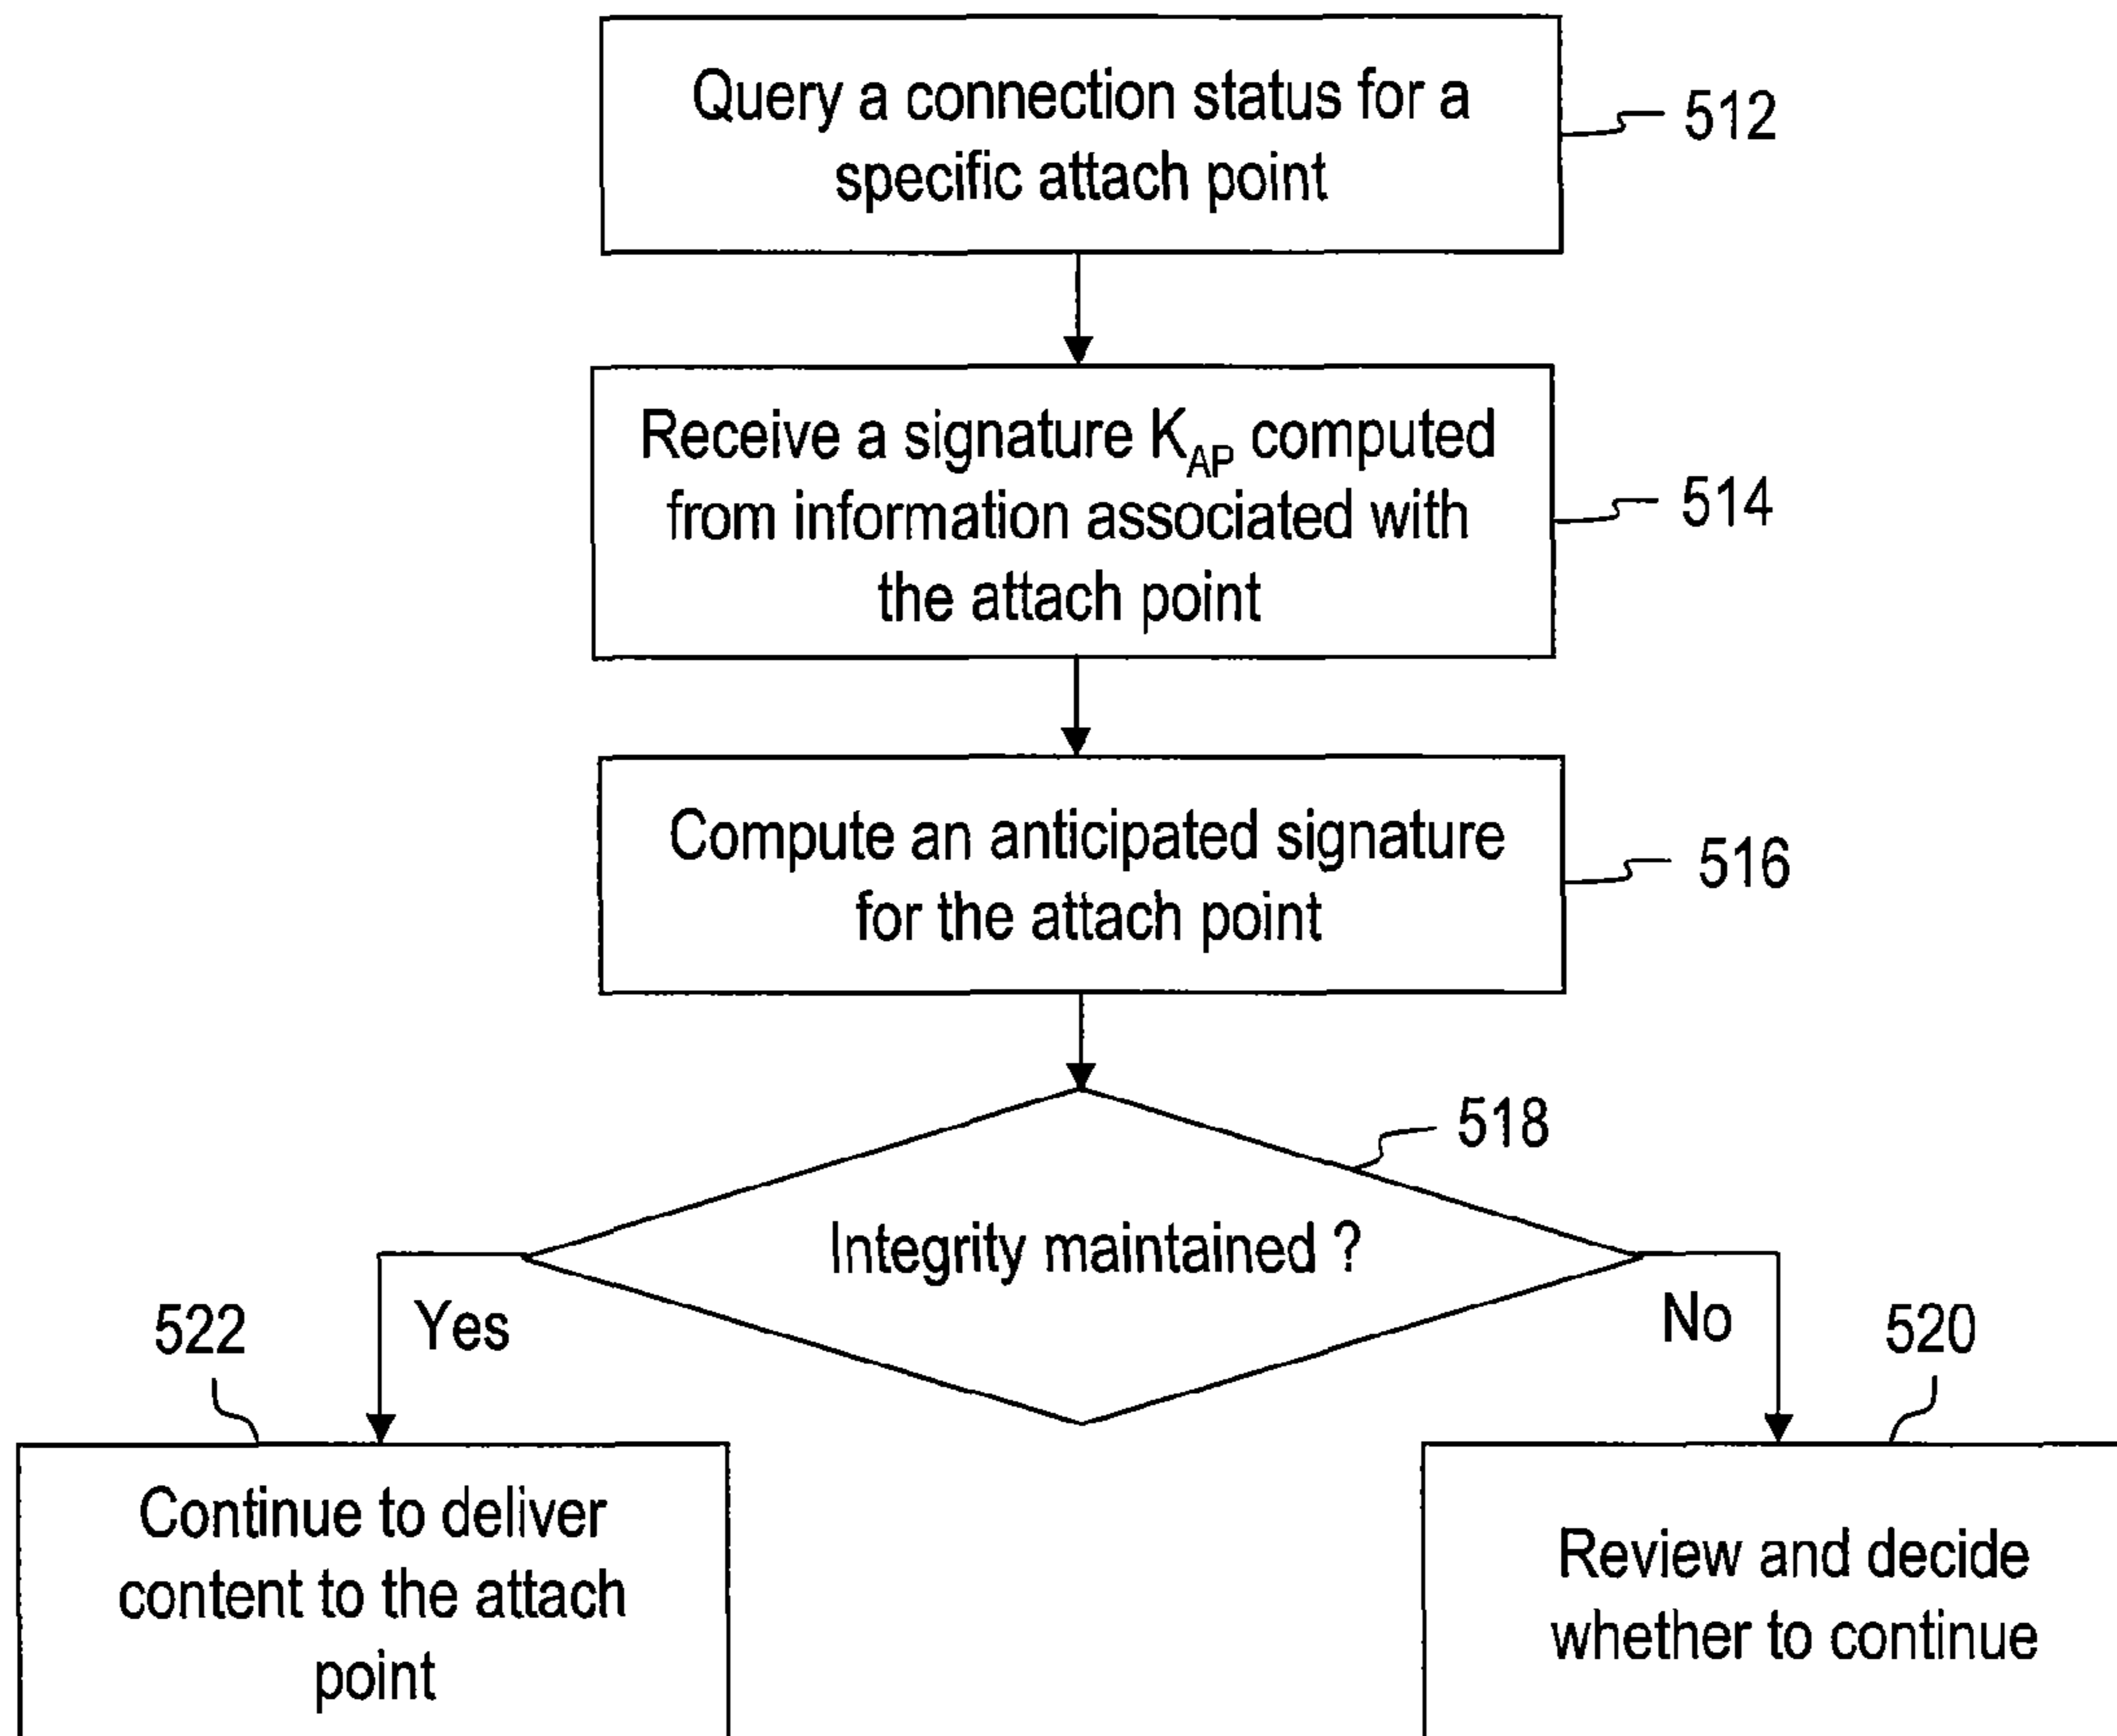 Query a connection status for a
specific attach point
512
Receive a signature K_AP computed
from information associated with
the attach point
514
Compute an anticipated signature
for the attach point
516
518
Integrity maintained ?
Yes
No
522
520
Continue to deliver
content to the attach
point
Review and decide
whether to continue